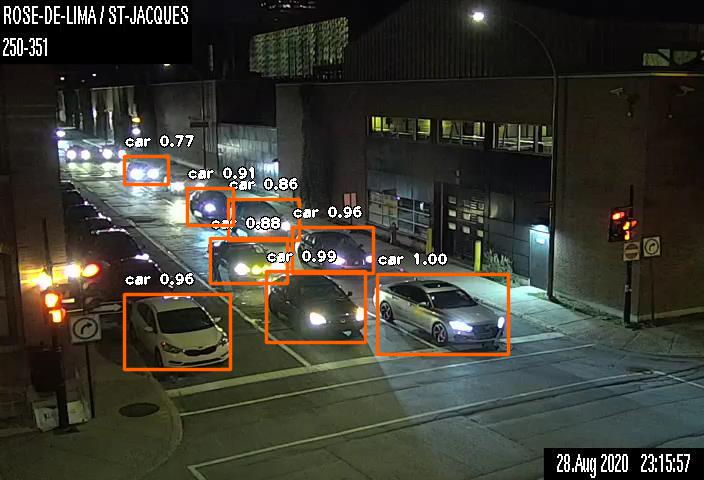 ROSE-DE-LIMA / ST-JACQUES
250-351
car 0.77
car 0.91
car 0.86
car 0.88
car 0.96
car 0.99
car 1.00
car 0.96
28.Aug 2020 23:15:57